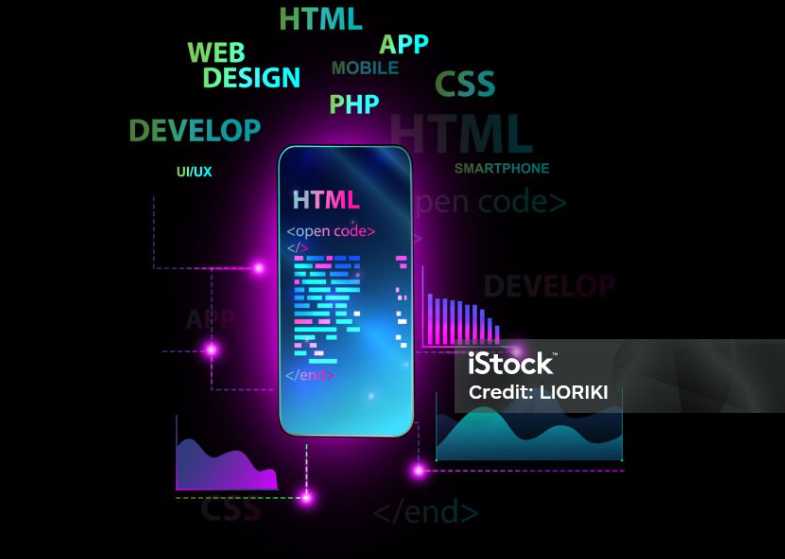 HTML
APP
WEB
DESIGN
MOBILE
CSS
PHP
DEVELOP
HTML
UI/UX
SMARTPHONE
HTML
pen code>
<open code>
</>
>
DEVELOP
APP
iStock™
Credit: LIORIKI
</end>
CSS
</end>